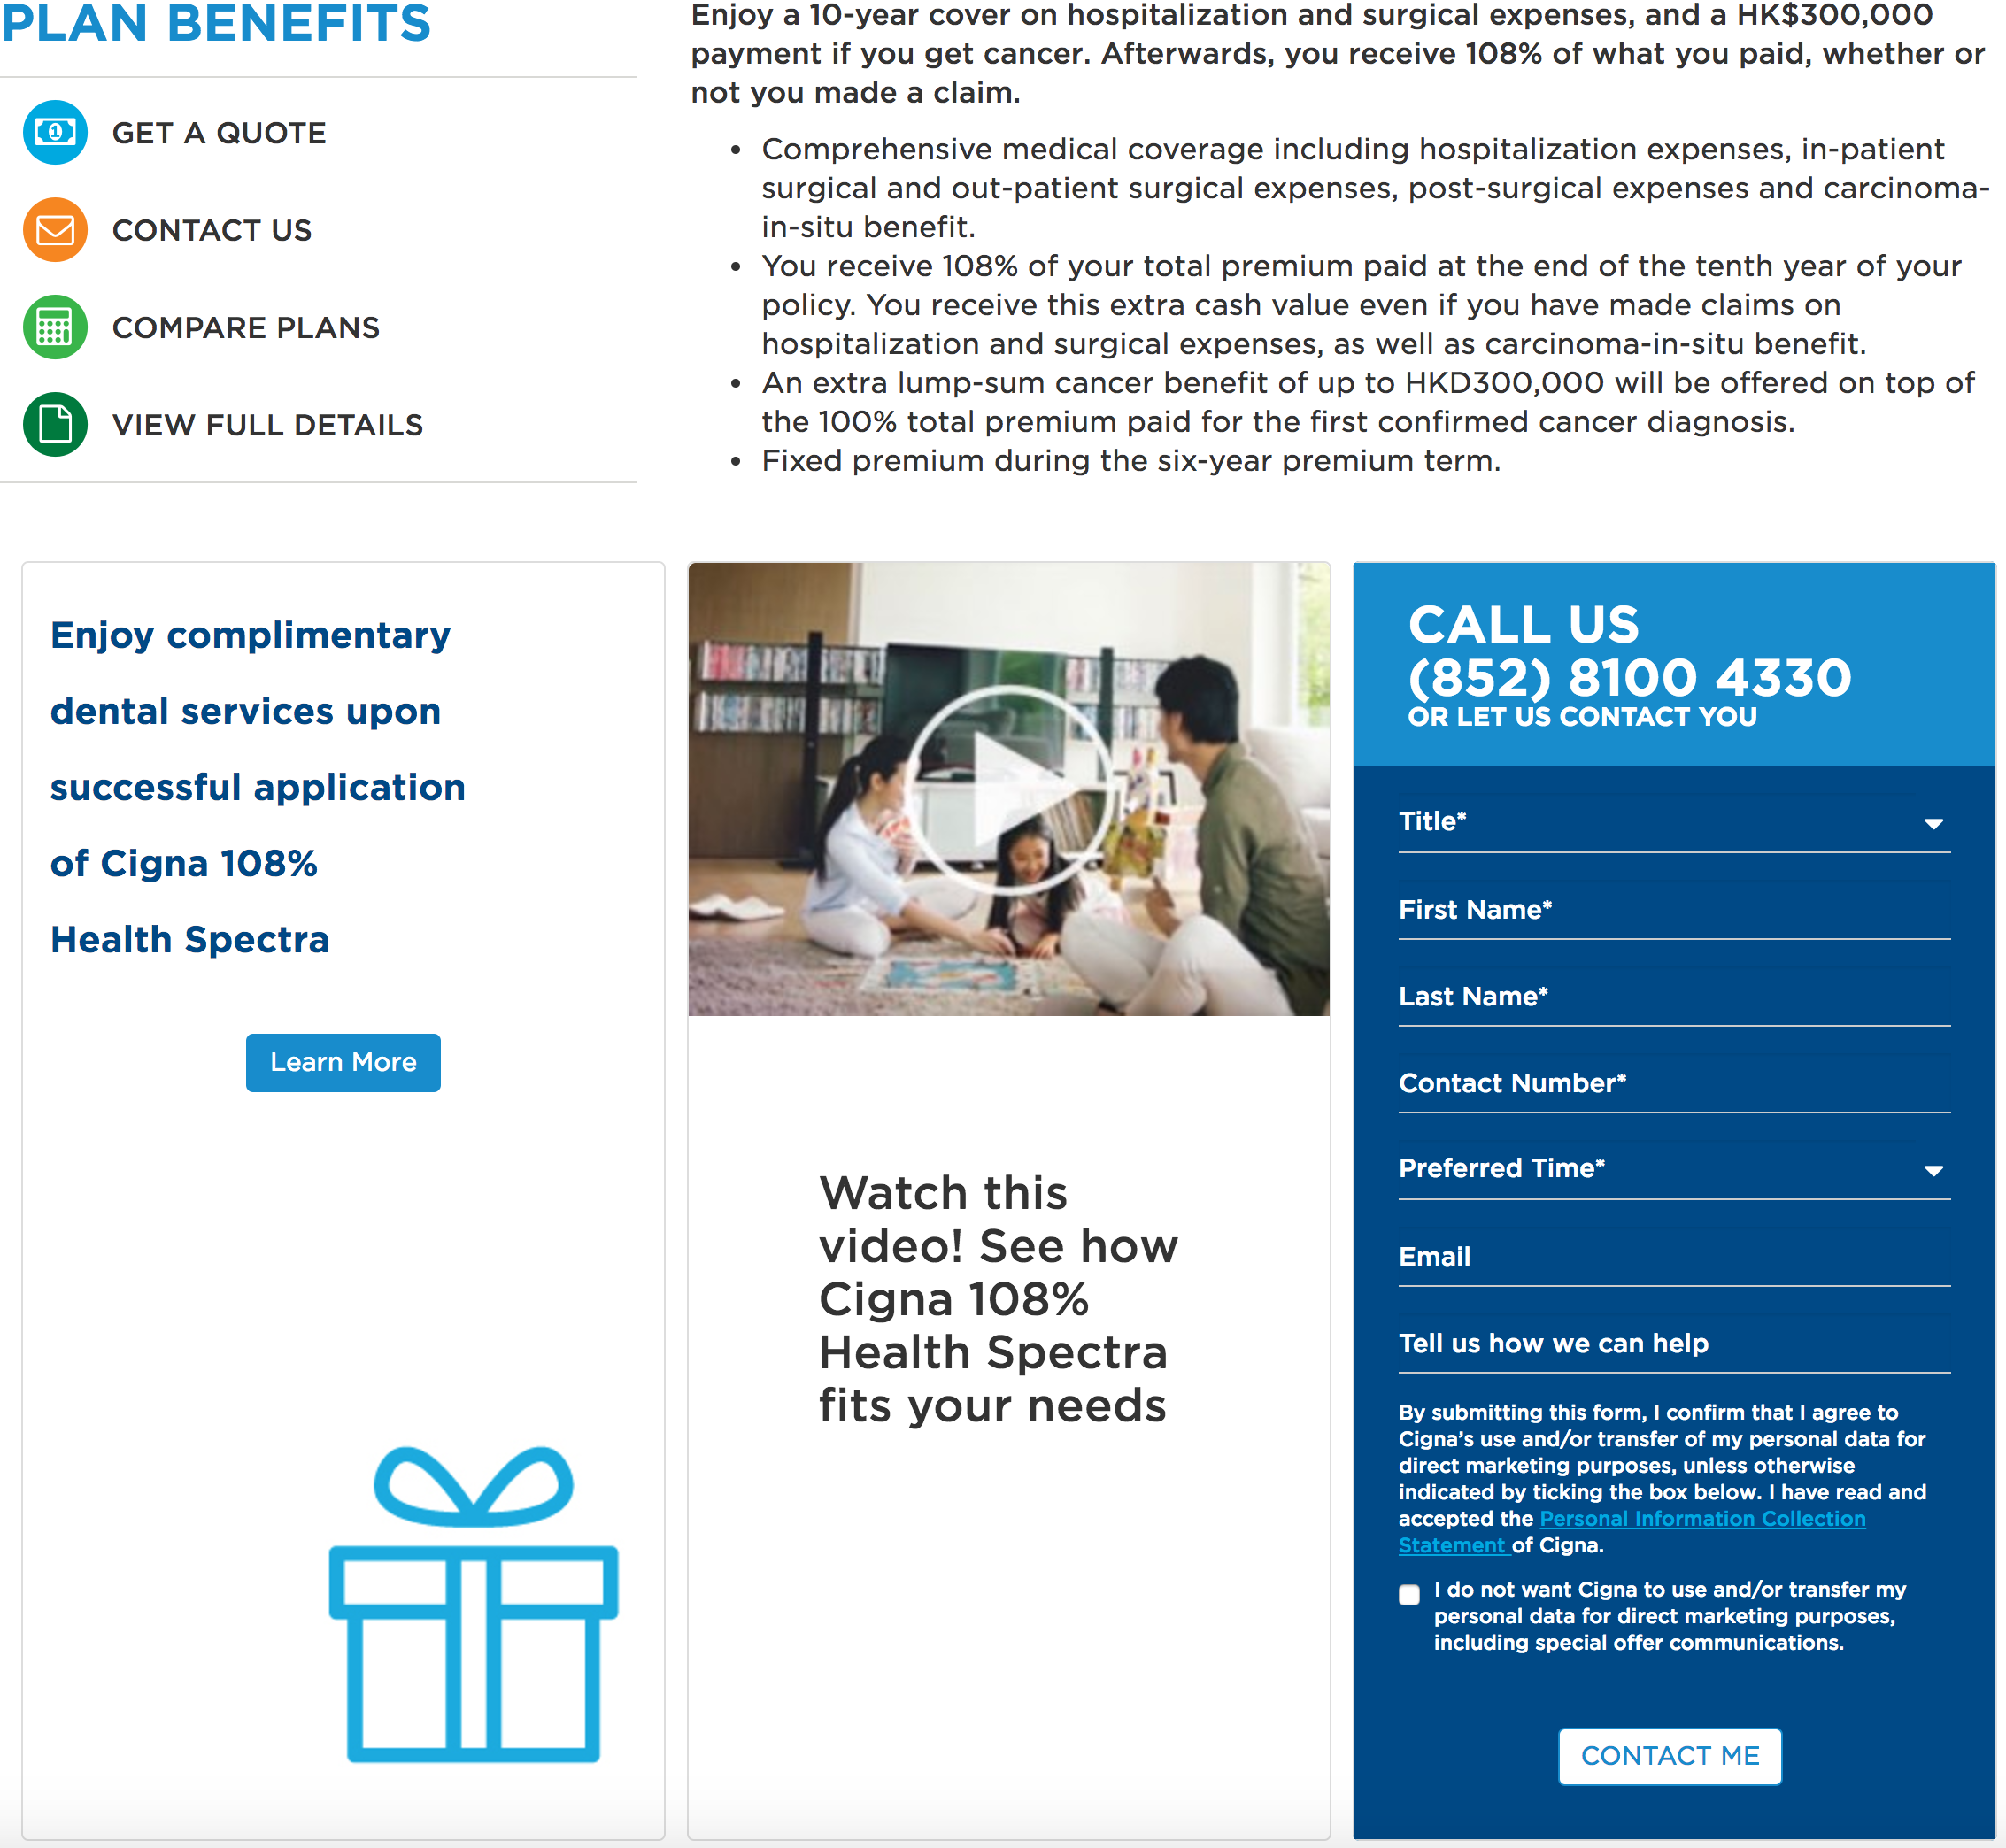 PLAN BENEFITS
GET A QUOTE
CONTACT US
COMPARE PLANS
VIEW FULL DETAILS
Enjoy a 10-year cover on hospitalization and surgical expenses, and a HK$300,000
payment if you get cancer. Afterwards, you receive 108% of what you paid, whether or
not you made a claim.
• Comprehensive medical coverage including hospitalization expenses, in-patient
surgical and out-patient surgical expenses, post-surgical expenses and carcinoma-
in-situ benefit.
• You receive 108% of your total premium paid at the end of the tenth year of your
policy. You receive this extra cash value even if you have made claims on
hospitalization and surgical expenses, as well as carcinoma-in-situ benefit.
• An extra lump-sum cancer benefit of up to HKD300,000 will be offered on top of
the 100% total premium paid for the first confirmed cancer diagnosis.
• Fixed premium during the six-year premium term.
Enjoy complimentary
dental services upon
successful application
of Cigna 108%
Health Spectra
Learn More
Watch this
video! See how
Cigna 108%
Health Spectra
fits your needs
CALL US
(852) 8100 4330
OR LET US CONTACT YOU
Title*
First Name*
Last Name*
Contact Number*
Preferred Time*
Email
Tell us how we can help
By submitting this form, I confirm that I agree to
Cigna’s use and/or transfer of my personal data for
direct marketing purposes, unless otherwise
indicated by ticking the box below. I have read and
accepted the Personal Information Collection
Statement of Cigna.
I do not want Cigna to use and/or transfer my
personal data for direct marketing purposes,
including special offer communications.
CONTACT ME